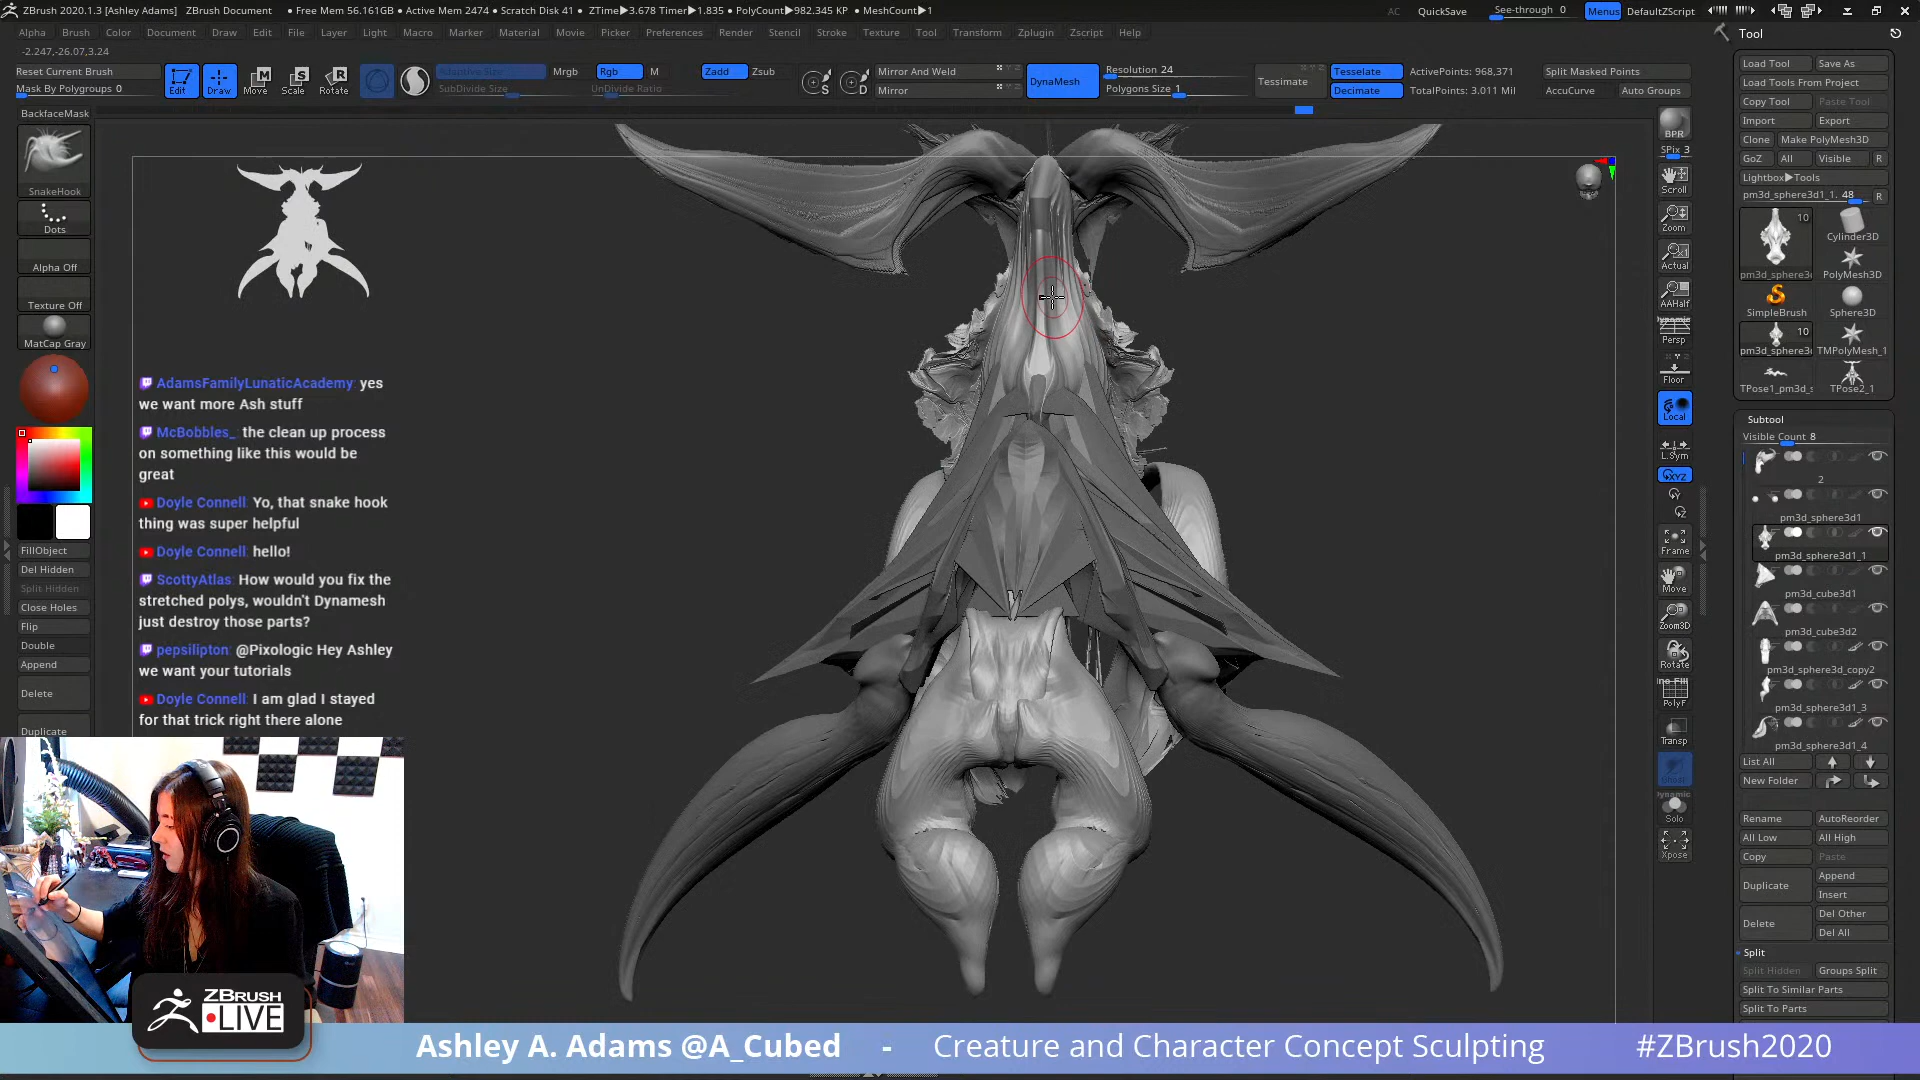 ZBrush 2020.1.3 [Ashley Adams] ZBrush Document • Free Mem 56.161GB • Active Mem 2474 • Scratch Disk 41 • ZTime▶3.678 Timer▶1.835 • PolyCount▶982.345 KP • MeshCount▶1
AC QuickSave See-through 0 Menus DefaultZScript
Alpha Brush Color Document Draw Edit File Layer Light Macro Marker Material Movie Picker Preferences Render Stencil Stroke Texture Tool Transform Zplugin Zscript Help
-2.247,-26.07,3.24
Reset Current Brush
Mask By Polygroups 0
Edit Draw Move Scale Rotate
SubDivide Size
Mrgb Rgb M
UnDivide Ratio
Zadd Zsub
Mirror And Weld
Mirror
DynaMesh
Resolution 24
Polygons Size 1
Tessimate
Tesselate
Decimate
ActivePoints: 968,371
TotalPoints: 3.011 Mil
Split Masked Points
AccuCurve Auto Groups
BackfaceMask
SnakeHook
Dots
Alpha Off
Texture Off
MatCap Gray
FillObject
Del Hidden
Split Hidden
Close Holes
Flip
Double
Append
Delete
Duplicate
AdamsFamilyLunaticAcademy: yes
we want more Ash stuff
McBobbles_: the clean up process
on something like this would be
great
Doyle Connell: Yo, that snake hook
thing was super helpful
Doyle Connell: hello!
ScottyAtlas: How would you fix the
stretched polys, wouldn't Dynamesh
just destroy those parts?
pepsilipton: @Pixologic Hey Ashley
we want your tutorials
Doyle Connell: I am glad I stayed
for that trick right there alone
BPR
SPix 3
Scroll
Zoom
Actual
AAHalf
Dynamic
Persp
Floor
Local
L.Sym
Frame
Move
Zoom3D
Rotate
PolyF
Transp
Ghost
Dynamic
Solo
Xpose
Tool
Load Tool Save As
Load Tools From Project
Copy Tool Paste Tool
Import Export
Clone Make PolyMesh3D
GoZ All Visible R
Lightbox▶Tools
pm3d_sphere3d1_1. 48 R
10
Cylinder3D
PolyMesh3D
SimpleBrush Sphere3D
10
TMPolyMesh_1
TPose1_pm3d_s TPose2_1
Subtool
Visible Count 8
2
pm3d_sphere3d1
pm3d_sphere3d1_1
pm3d_cube3d1
pm3d_cube3d2
pm3d_sphere3d_copy2
pm3d_sphere3d1_3
pm3d_sphere3d1_4
List All
New Folder
Rename AutoReorder
All Low All High
Copy Paste
Duplicate Append
Insert
Delete Del Other
Del All
Split
Split Hidden Groups Split
Split To Similar Parts
Split To Parts
ZBRUSH
LIVE
Ashley A. Adams @A_Cubed - Creature and Character Concept Sculpting #ZBrush2020